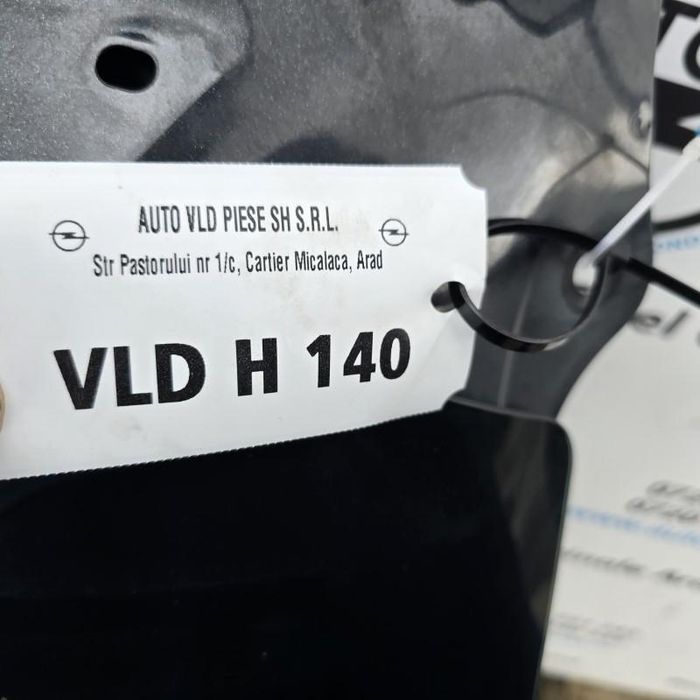 AUTO VLD PIESE SH S.R.L.
Str Pastorului nr 1/c, Cartier Micalaca, Arad
VLD H 140